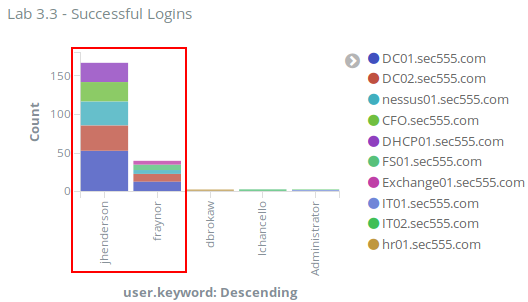 Lab 3.3 - Successful Logins
Count
150
100
50
0
jhenderson
fraynor
dbrokaw
lchancello
Administrator
user.keyword: Descending
DC01.sec555.com
DC02.sec555.com
nessus01.sec555.com
CFO.sec555.com
DHCP01.sec555.com
FS01.sec555.com
Exchange01.sec555.com
IT01.sec555.com
IT02.sec555.com
hr01.sec555.com